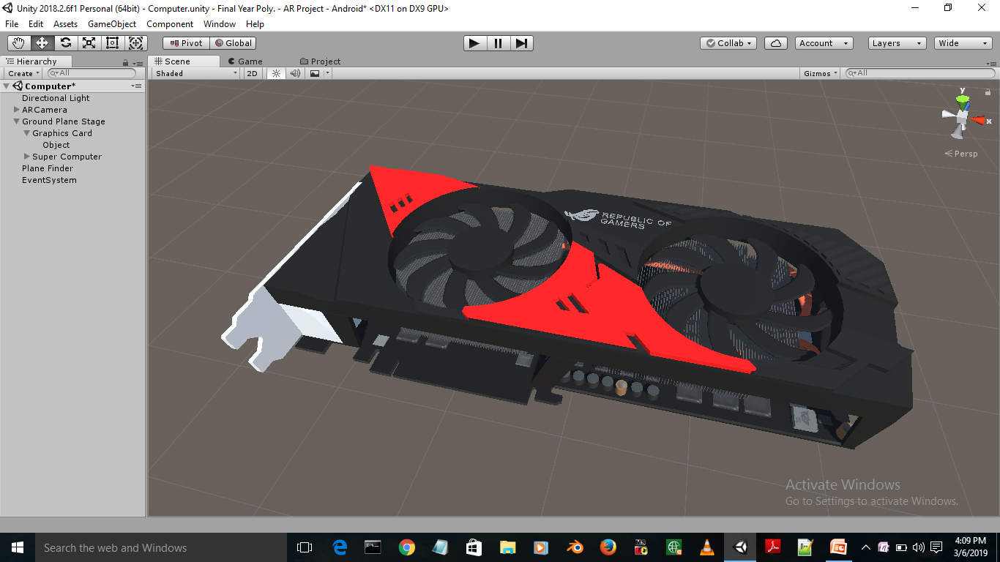 Unity 2018.2.6f1 Personal (64bit) - Computer.unity - Final Year Poly. - AR Project - Android* <DX11 on DX9 GPU>
File Edit Assets GameObject Component Window Help
Pivot Global Collab Account Layers Wide
Hierarchy Scene Game Project
Create All Shaded 2D Gizmos All
Computer*
Directional Light
ARCamera
Ground Plane Stage
Graphics Card
Object
Super Computer
Plane Finder
EventSystem
y
x
Persp
REPUBLIC OF
GAMERS
Activate Windows
Go to Settings to activate Windows.
Search the web and Windows
4:09 PM
3/6/2019